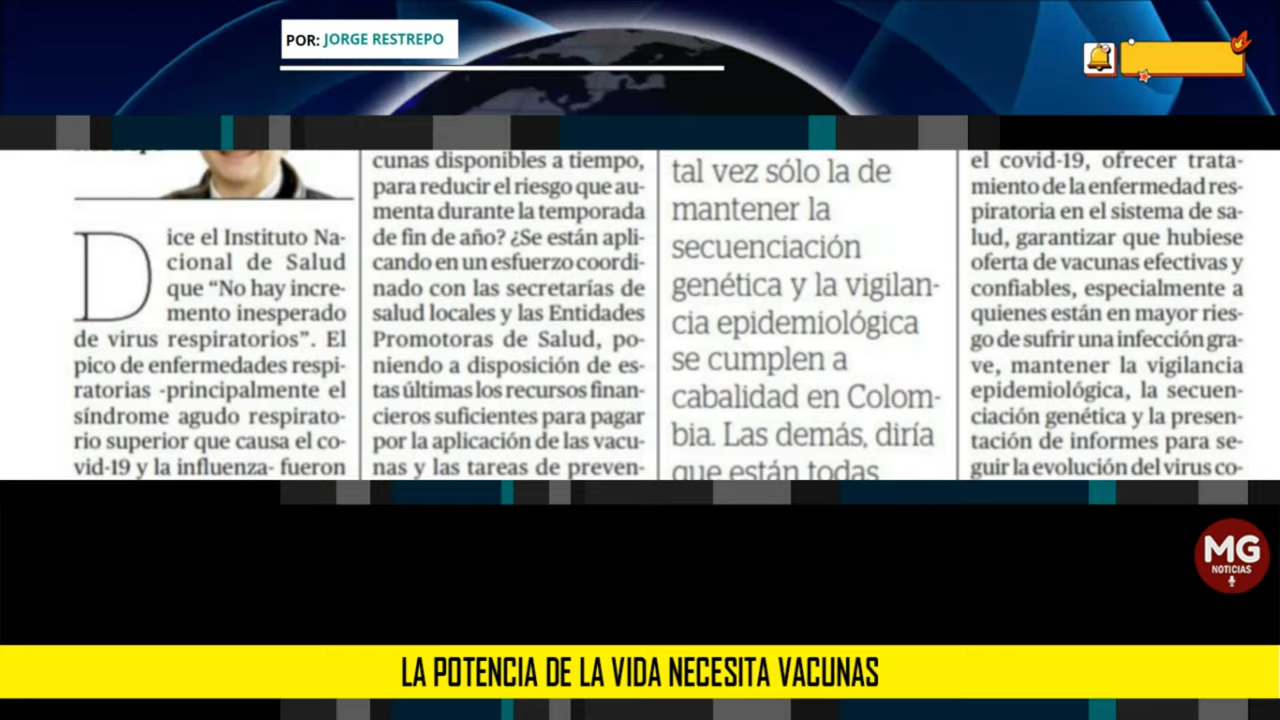 POR: JORGE RESTREPO
Dice el Instituto Na-
cional de Salud
que “No hay incre-
mento inesperado
de virus respiratorios”. El
pico de enfermedades respi-
ratorias -principalmente el
síndrome agudo respirato-
rio superior que causa el co-
vid-19 y la influenza- fueron
cunas disponibles a tiempo,
para reducir el riesgo que au-
menta durante la temporada
de fin de año? ¿Se están apli-
cando en un esfuerzo coordi-
nado con las secretarías de
salud locales y las Entidades
Promotoras de Salud, po-
niendo a disposición de es-
tas últimas los recursos finan-
cieros suficientes para pagar
por la aplicación de las vacu-
nas y las tareas de preven-
tal vez sólo la de
mantener la
secuenciación
genética y la vigilan-
cia epidemiológica
se cumplen a
cabalidad en Colom-
bia. Las demás, diría
que están todas
el covid-19, ofrecer trata-
miento de la enfermedad res-
piratoria en el sistema de sa-
lud, garantizar que hubiese
oferta de vacunas efectivas y
confiables, especialmente a
quienes están en mayor ries-
go de sufrir una infección gra-
ve, mantener la vigilancia
epidemiológica, la secuen-
ciación genética y la presen-
tación de informes para se-
guir la evolución del virus co-
MG
NOTICIAS
LA POTENCIA DE LA VIDA NECESITA VACUNAS